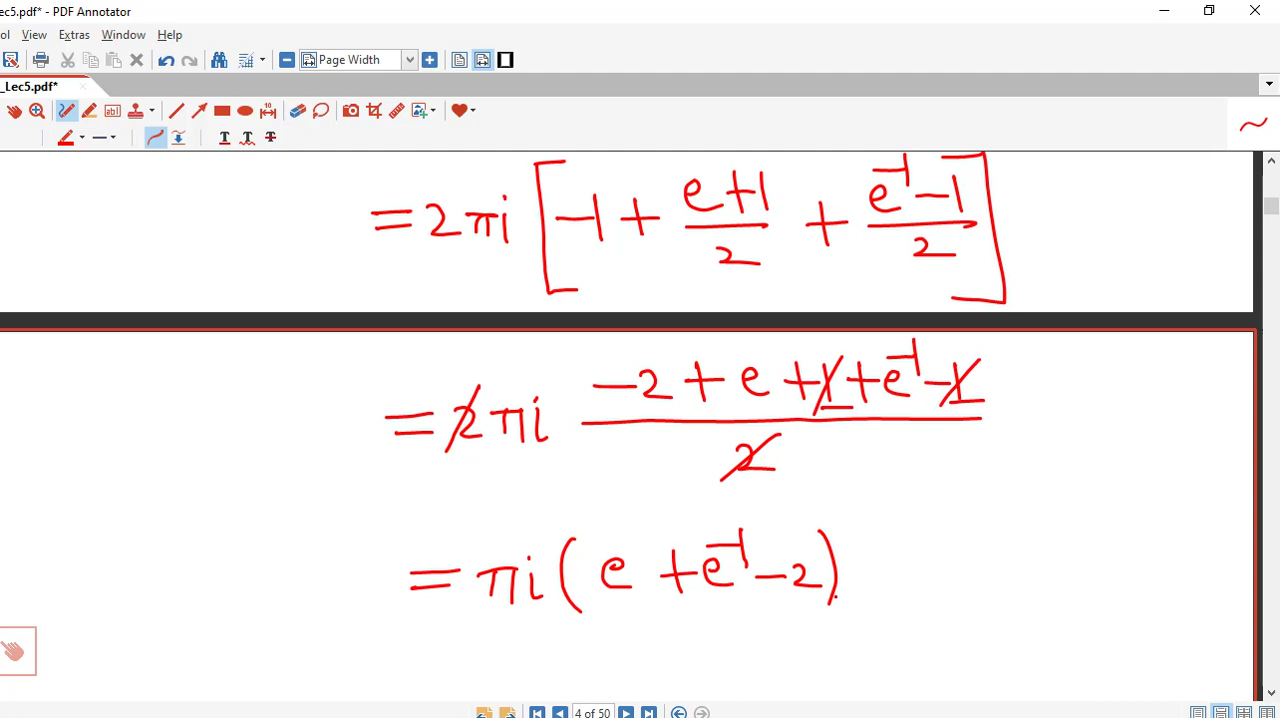 ec5.pdf* - PDF Annotator
ol View Extras Window Help
Page Width
_Lec5.pdf*
= 2πi [ -1 + (e+1)/2 + (e⁻¹-1)/2 ]
= 2πi (-2 + e + 1 + e⁻¹ - 1)/2
= πi ( e + e⁻¹ - 2 )
4 of 50